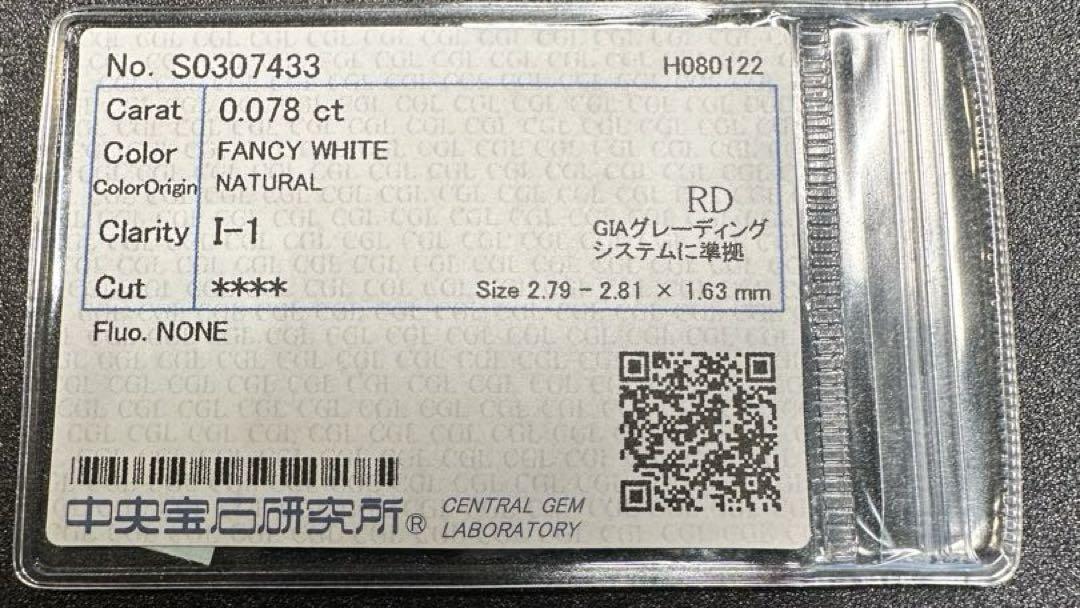 No. S0307433 H080122
Carat 0.078 ct
Color FANCY WHITE
ColorOrigin NATURAL
RD
Clarity I-1
GIAグレーディング
システムに準拠
Cut ****
Size 2.79 - 2.81 × 1.63 mm
Fluo. NONE
中央宝石研究所® CENTRAL GEM
LABORATORY